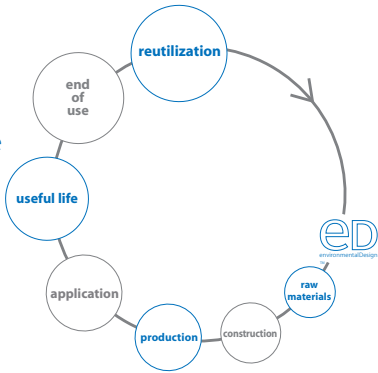 reutilization
end
of
use
useful life
application
production
construction
raw
materials
eD
environmentalDesign